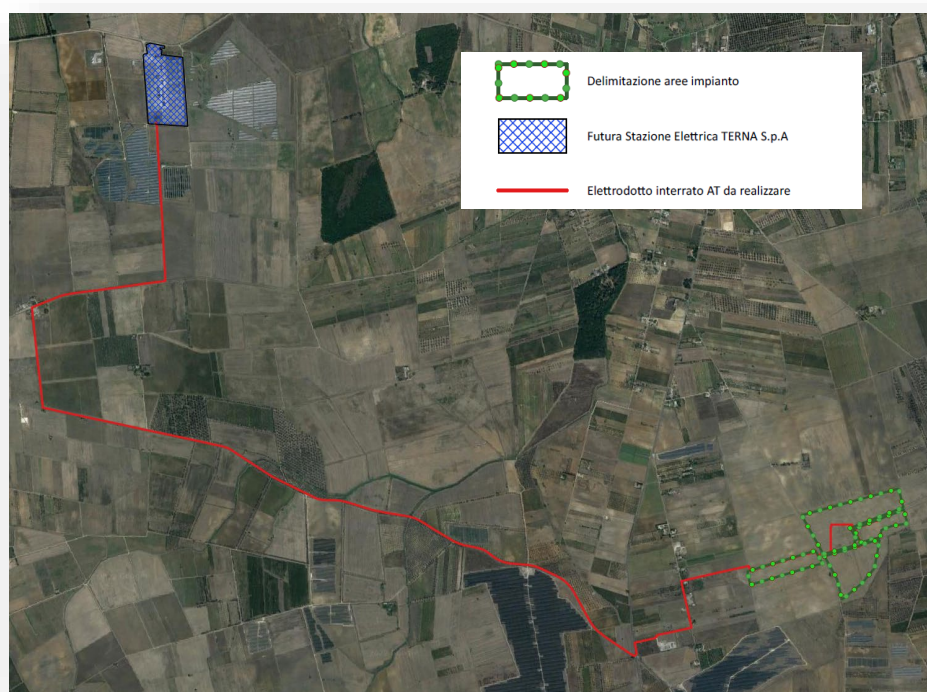 Delimitazione aree impianto
Futura Stazione Elettrica TERNA S.p.A
Elettrodotto interrato AT da realizzare